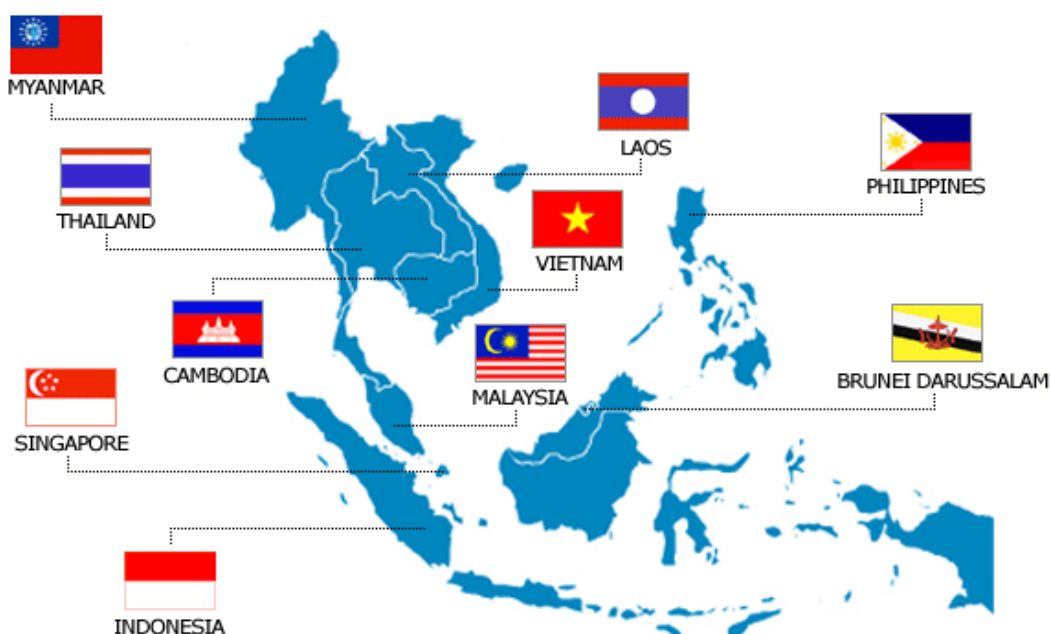 MYANMAR
LAOS
PHILIPPINES
THAILAND
VIETNAM
CAMBODIA
MALAYSIA
BRUNEI DARUSSALAM
SINGAPORE
INDONESIA